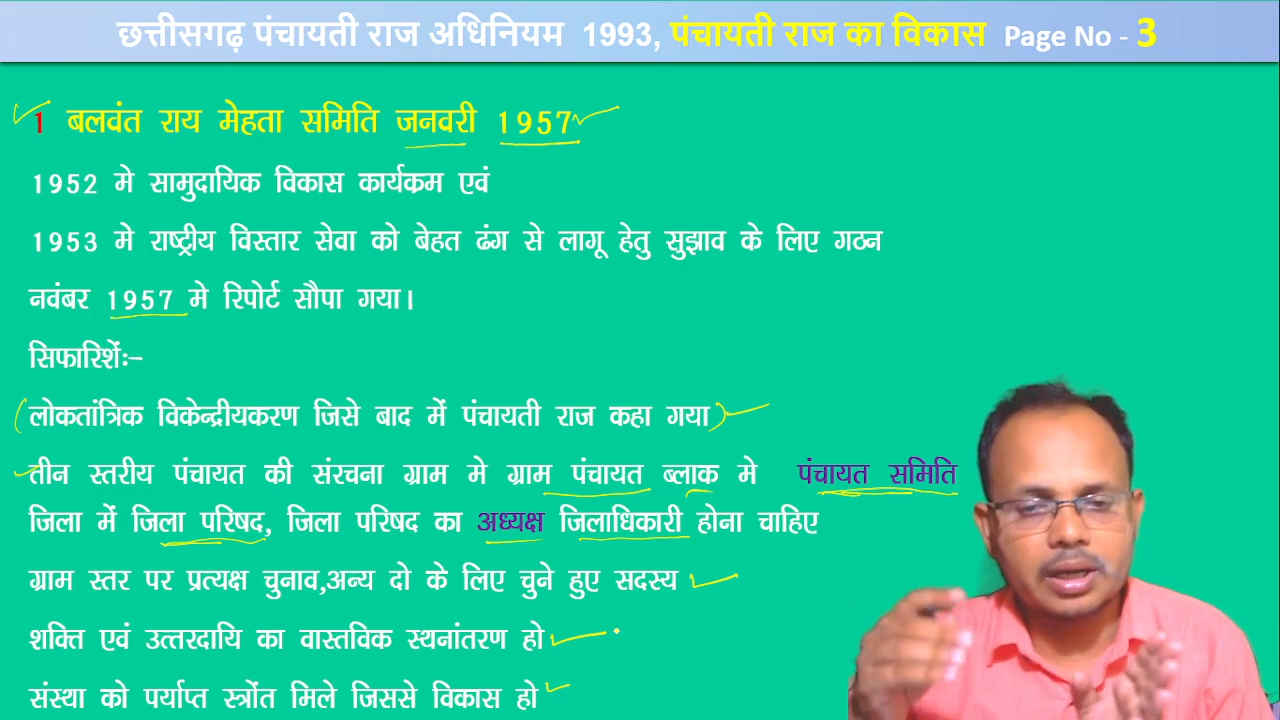 छत्तीसगढ़ पंचायती राज अधिनियम 1993, पंचायती राज का विकास Page No - 3
1 बलवंत राय मेहता समिति जनवरी 1957
1952 मे सामुदायिक विकास कार्यक्रम एवं
1953 मे राष्ट्रीय विस्तार सेवा को बेहत ढंग से लागू हेतु सुझाव के लिए गठन
नवंबर 1957 मे रिपोर्ट सौपा गया।
सिफारिशें:–
(लोकतांत्रिक विकेन्द्रीयकरण जिसे बाद में पंचायती राज कहा गया)
तीन स्तरीय पंचायत की संरचना ग्राम मे ग्राम पंचायत ब्लाक मे पंचायत समिति
जिला में जिला परिषद, जिला परिषद का अध्यक्ष जिलाधिकारी होना चाहिए
ग्राम स्तर पर प्रत्यक्ष चुनाव,अन्य दो के लिए चुने हुए सदस्य
शक्ति एवं उत्तरदायि का वास्तविक स्थनांतरण हो
संस्था को पर्याप्त स्त्रोंत मिले जिससे विकास हो